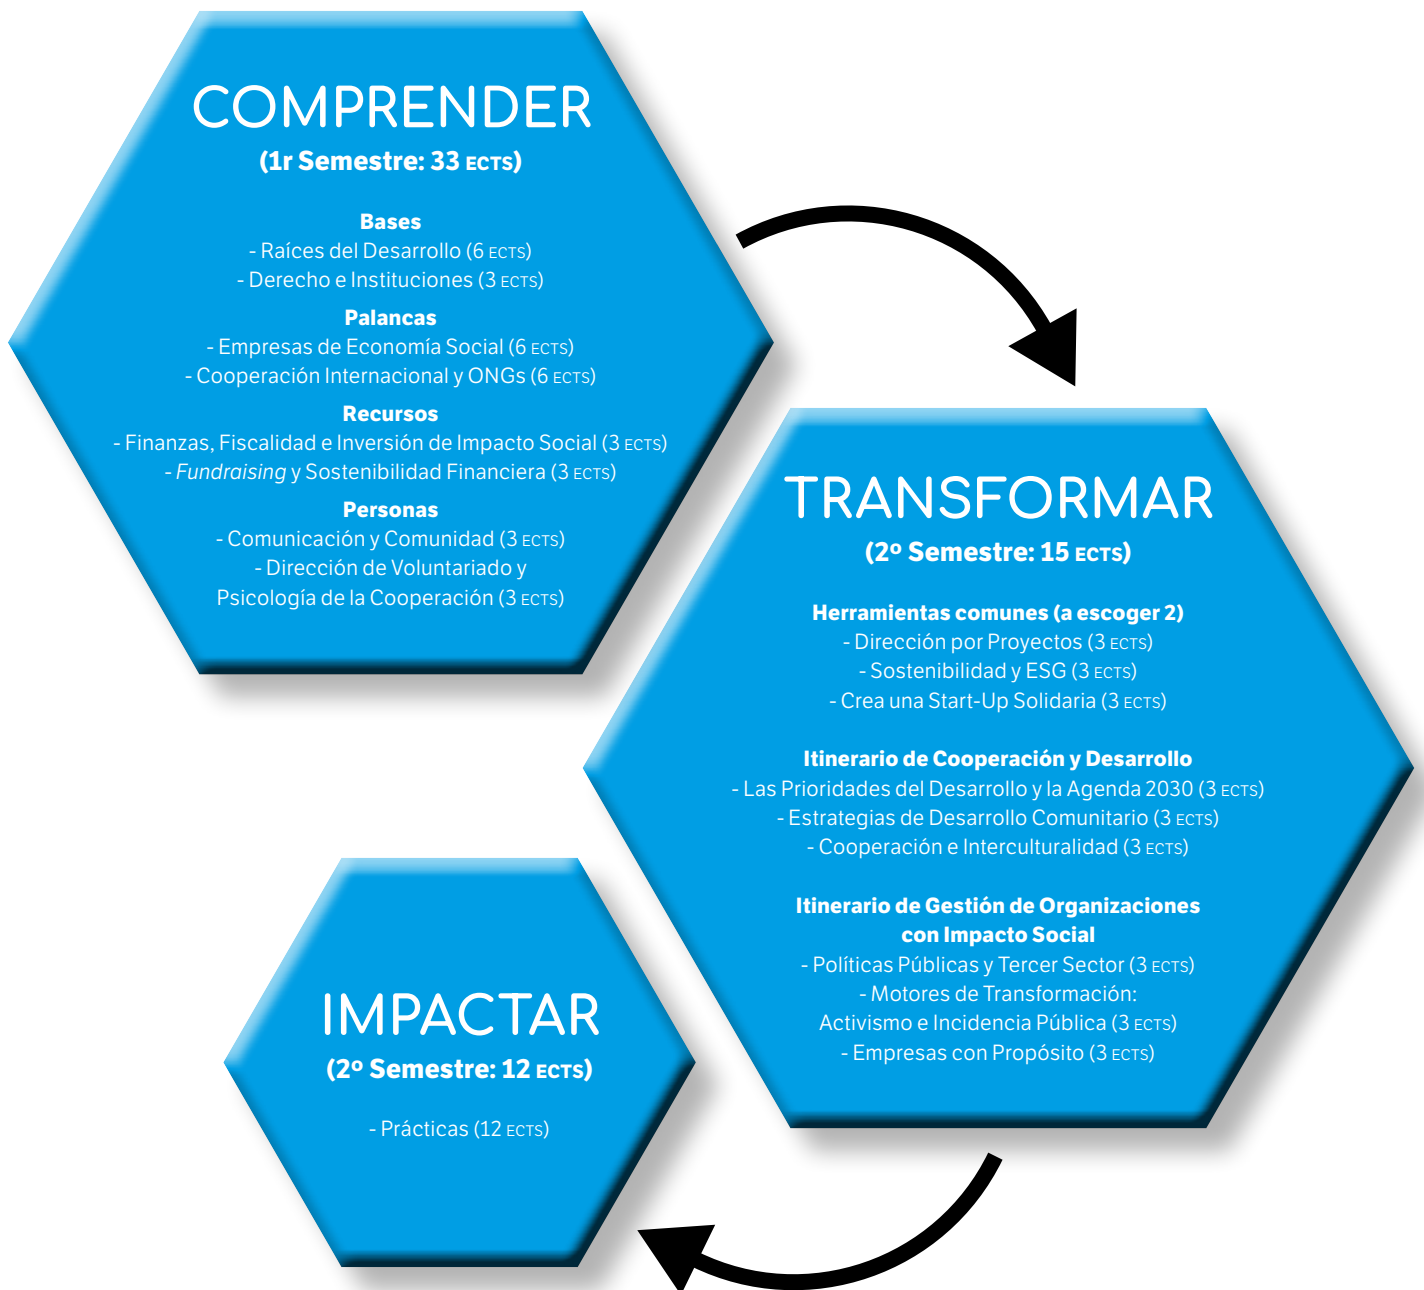 COMPRENDER
(1r Semestre: 33 ECTS)
Bases
- Raíces del Desarrollo (6 ECTS)
- Derecho e Instituciones (3 ECTS)
Palancas
- Empresas de Economía Social (6 ECTS)
- Cooperación Internacional y ONGs (6 ECTS)
Recursos
- Finanzas, Fiscalidad e Inversión de Impacto Social (3 ECTS)
- Fundraising y Sostenibilidad Financiera (3 ECTS)
Personas
- Comunicación y Comunidad (3 ECTS)
- Dirección de Voluntariado y
Psicología de la Cooperación (3 ECTS)
TRANSFORMAR
(2º Semestre: 15 ECTS)
Herramientas comunes (a escoger 2)
- Dirección por Proyectos (3 ECTS)
- Sostenibilidad y ESG (3 ECTS)
- Crea una Start-Up Solidaria (3 ECTS)
Itinerario de Cooperación y Desarrollo
- Las Prioridades del Desarrollo y la Agenda 2030 (3 ECTS)
- Estrategias de Desarrollo Comunitario (3 ECTS)
- Cooperación e Interculturalidad (3 ECTS)
Itinerario de Gestión de Organizaciones
con Impacto Social
- Políticas Públicas y Tercer Sector (3 ECTS)
- Motores de Transformación:
Activismo e Incidencia Pública (3 ECTS)
- Empresas con Propósito (3 ECTS)
IMPACTAR
(2º Semestre: 12 ECTS)
- Prácticas (12 ECTS)